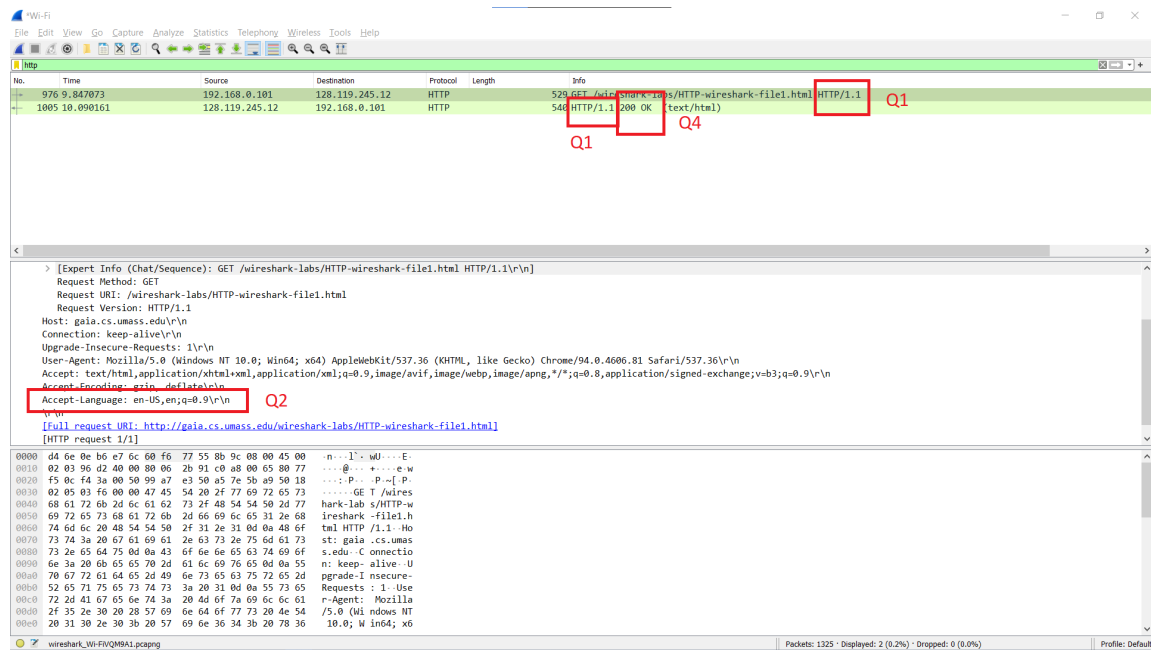 *Wi-Fi
File Edit View Go Capture Analyze Statistics Telephony Wireless Tools Help
http
No. Time Source Destination Protocol Length Info
976 9.847073 192.168.0.101 128.119.245.12 HTTP 529 GET /wireshark-labs/HTTP-wireshark-file1.html HTTP/1.1 Q1
1005 10.090161 128.119.245.12 192.168.0.101 HTTP 540 HTTP/1.1 200 OK (text/html)
Q4
Q1
[Expert Info (Chat/Sequence): GET /wireshark-labs/HTTP-wireshark-file1.html HTTP/1.1\r\n]
Request Method: GET
Request URI: /wireshark-labs/HTTP-wireshark-file1.html
Request Version: HTTP/1.1
Host: gaia.cs.umass.edu\r\n
Connection: keep-alive\r\n
Upgrade-Insecure-Requests: 1\r\n
User-Agent: Mozilla/5.0 (Windows NT 10.0; Win64; x64) AppleWebKit/537.36 (KHTML, like Gecko) Chrome/94.0.4606.81 Safari/537.36\r\n
Accept: text/html,application/xhtml+xml,application/xml;q=0.9,image/avif,image/webp,image/apng,*/*;q=0.8,application/signed-exchange;v=b3;q=0.9\r\n
Accept-Encoding: gzip, deflate\r\n
Accept-Language: en-US,en;q=0.9\r\n Q2
\r\n
[Full request URI: http://gaia.cs.umass.edu/wireshark-labs/HTTP-wireshark-file1.html]
[HTTP request 1/1]
0000 d4 6e 0e b6 e7 6c 60 f6 77 55 8b 9c 08 00 45 00 ·n···l`· wU····E·
0010 02 03 96 d2 40 00 80 06 2b 91 c0 a8 00 65 80 77 ····@··· +····e·w
0020 f5 0c f4 3a 00 50 99 a7 e3 50 a5 7e 5b a9 50 18 ···:·P·· ·P·~[·P·
0030 02 05 03 f6 00 00 47 45 54 20 2f 77 69 72 65 73 ······GE T /wires
0040 68 61 72 6b 2d 6c 61 62 73 2f 48 54 54 50 2d 77 hark-lab s/HTTP-w
0050 69 72 65 73 68 61 72 6b 2d 66 69 6c 65 31 2e 68 ireshark -file1.h
0060 74 6d 6c 20 48 54 54 50 2f 31 2e 31 0d 0a 48 6f tml HTTP /1.1··Ho
0070 73 74 3a 20 67 61 69 61 2e 63 73 2e 75 6d 61 73 st: gaia .cs.umas
0080 73 2e 65 64 75 0d 0a 43 6f 6e 6e 65 63 74 69 6f s.edu··C onnectio
0090 6e 3a 20 6b 65 65 70 2d 61 6c 69 76 65 0d 0a 55 n: keep- alive··U
00a0 70 67 72 61 64 65 2d 49 6e 73 65 63 75 72 65 2d pgrade-I nsecure-
00b0 52 65 71 75 65 73 74 73 3a 20 31 0d 0a 55 73 65 Requests : 1··Use
00c0 72 2d 41 67 65 6e 74 3a 20 4d 6f 7a 69 6c 6c 61 r-Agent: Mozilla
00d0 2f 35 2e 30 20 28 57 69 6e 64 6f 77 73 20 4e 54 /5.0 (Wi ndows NT
00e0 20 31 30 2e 30 3b 20 57 69 6e 36 34 3b 20 78 36 10.0; W in64; x6
wireshark_Wi-FiVQM9A1.pcapng Packets: 1325 · Displayed: 2 (0.2%) · Dropped: 0 (0.0%) Profile: Default